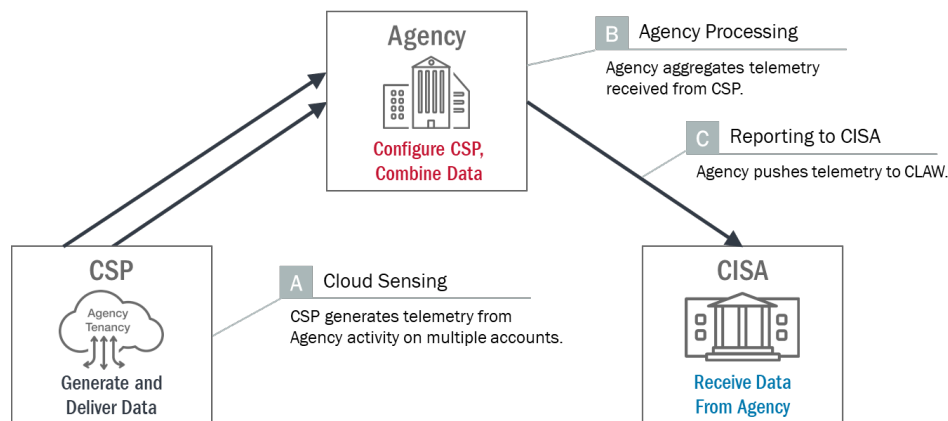 Agency
Configure CSP,
Combine Data
B Agency Processing
Agency aggregates telemetry
received from CSP.
C Reporting to CISA
Agency pushes telemetry to CLAW.
CSP
Agency
Tenancy
Generate and
Deliver Data
A Cloud Sensing
CSP generates telemetry from
Agency activity on multiple accounts.
CISA
Receive Data
From Agency